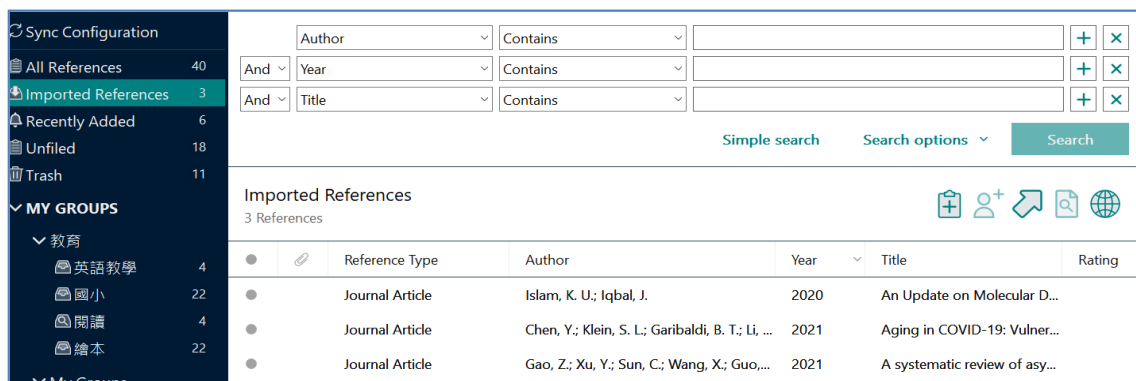 Sync Configuration
All References 40
Imported References 3
Recently Added 6
Unfiled 18
Trash 11
MY GROUPS
教育
英語教學 4
國小 22
閱讀 4
繪本 22
My Groups
Author Contains
And Year Contains
And Title Contains
Simple search Search options Search
Imported References
3 References
Reference Type Author Year Title Rating
Journal Article Islam, K. U.; Iqbal, J. 2020 An Update on Molecular D...
Journal Article Chen, Y.; Klein, S. L.; Garibaldi, B. T.; Li, ... 2021 Aging in COVID-19: Vulner...
Journal Article Gao, Z.; Xu, Y.; Sun, C.; Wang, X.; Guo,... 2021 A systematic review of asy...